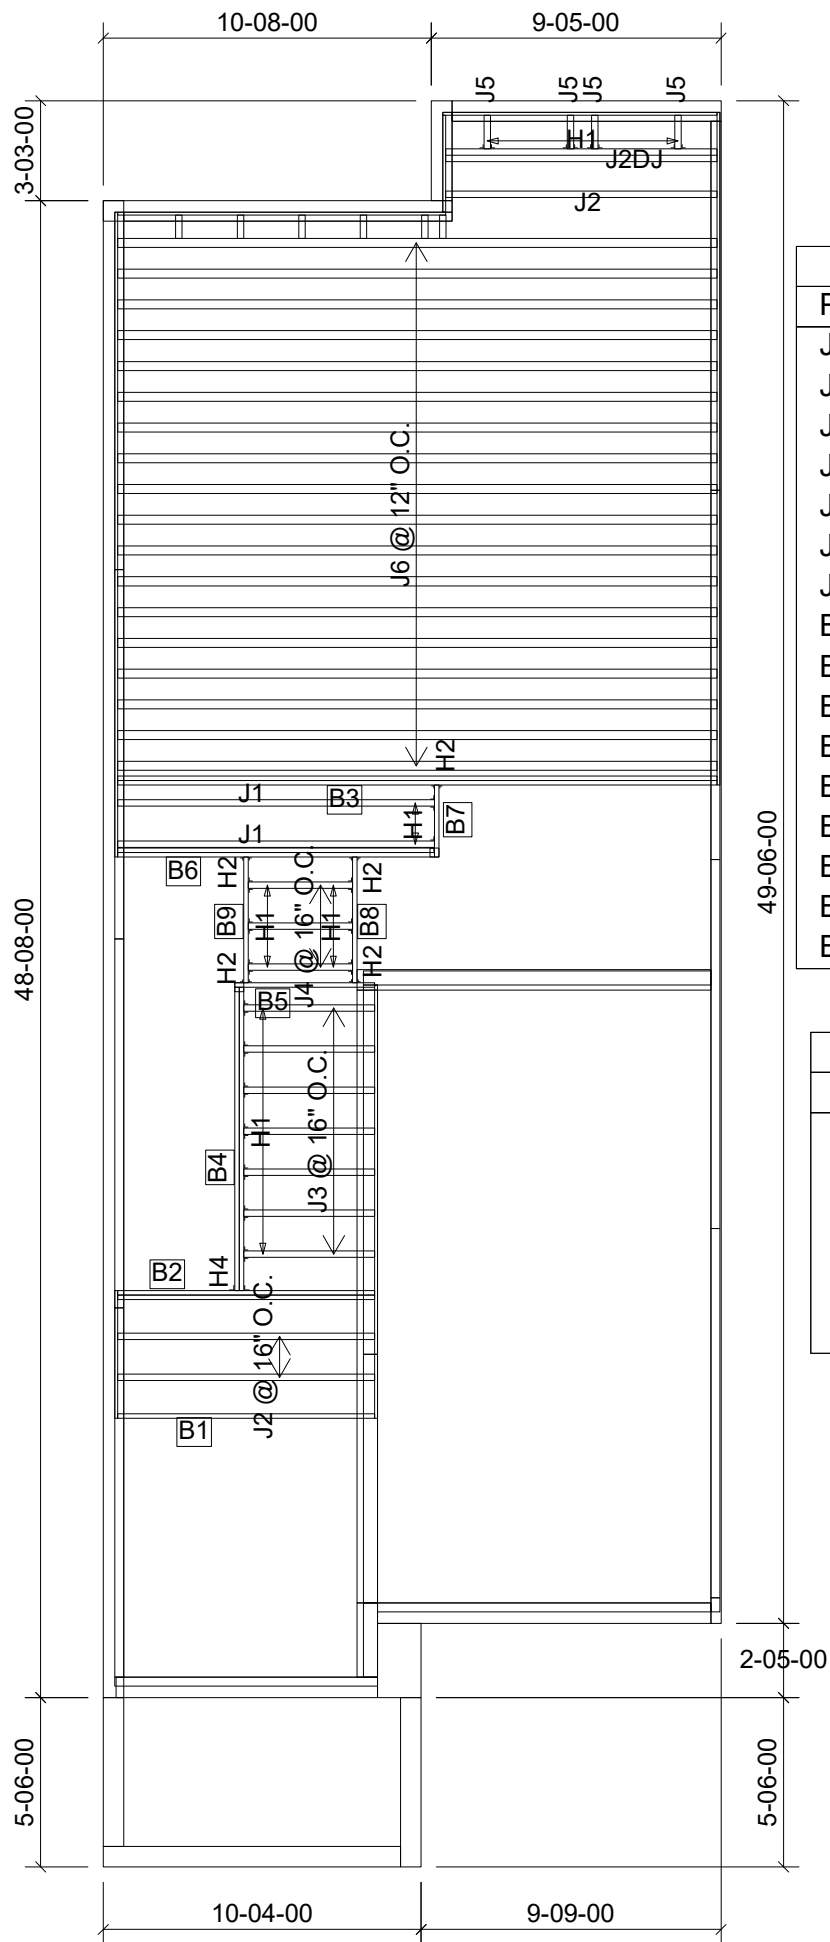 10-08-00
9-05-00
3-03-00
J5
J5
J5
J5
H1
J2DJ
J2
J6 @ 12" O.C.
H2
J1
B3
H1
B7
J1
B6
H2
J4 @ 16" O.C.
H2
B9
H1
H1
B8
H2
H2
B5
48-08-00
49-06-00
H1
J3 @ 16" O.C.
B4
H4
B2
J2 @ 16" O.C.
B1
2-05-00
5-06-00
5-06-00
10-04-00
9-09-00
J
J
J
J
J
J
J